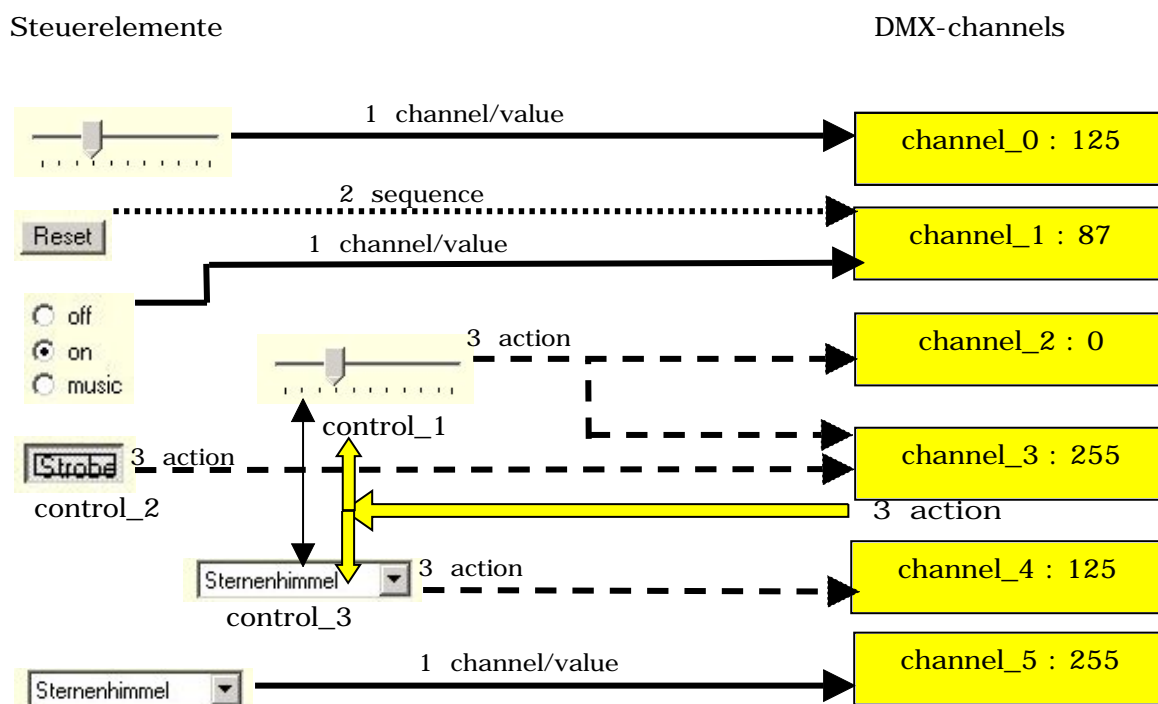 Steuerelemente
DMX-channels
1 channel/value
channel_0 : 125
2 sequence
Reset
channel_1 : 87
1 channel/value
off
on
music
3 action
channel_2 : 0
control_1
Strobe
3 action
channel_3 : 255
control_2
3 action
Sternenhimmel
3 action
channel_4 : 125
control_3
1 channel/value
channel_5 : 255
Sternenhimmel